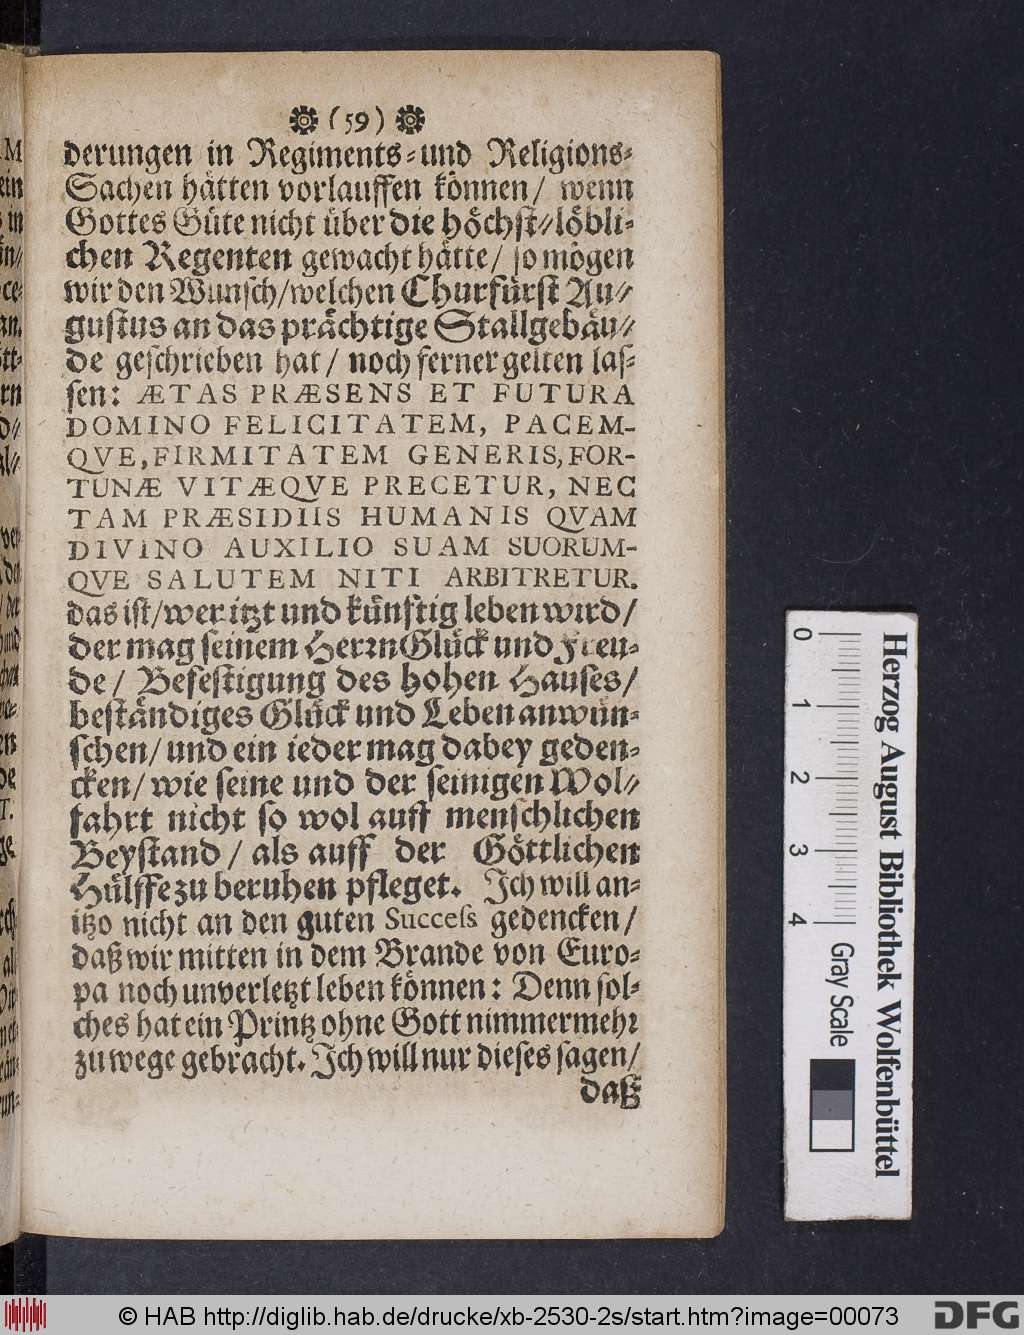 (59)
derungen in Regiments-und Religions-
Sachen hätten vorlauffen können/ wenn
Gottes Güte nicht über die höchst-löbli-
chen Regenten gewacht hätte/ so mögen
wir den Wunsch/welchen Churfürst Au-
gustus an das prächtige Stallgebäu-
de geschrieben hat/ noch ferner gelten las-
sen: ÆTAS PRÆSENS ET FUTURA
DOMINO FELICITATEM, PACEM-
QVE, FIRMITATEM GENERIS, FOR-
TUNÆ VITÆQVE PRECETUR, NEC
TAM PRÆSIDIIS HUMANIS QVAM
DIVINO AUXILIO SUAM SUORUM-
QVE SALUTEM NITI ARBITRETUR.
das ist/wer itzt und künftig leben wird/
der mag seinem Herrn Glück und Freu-
de/ Befestigung des hohen Hauses/
beständiges Glück und Leben anwün-
schen/ und ein ieder mag dabey geden-
cken/ wie seine und der seinigen Wol-
fahrt nicht so wol auff menschlichen
Beystand/ als auff der Göttlichen
Hülffe zu beruhen pfleget. Ich will an-
itzo nicht an den guten Success gedencken/
daß wir mitten in dem Brande von Euro-
pa noch unverletzt leben können: Denn sol-
ches hat ein Printz ohne Gott nimmermehr
zu wege gebracht. Ich will nur dieses sagen/
daß
Herzog August Bibliothek Wolfenbüttel
0 1 2 3 4 Gray Scale
© HAB http://diglib.hab.de/drucke/xb-2530-2s/start.htm?image=00073
DFG